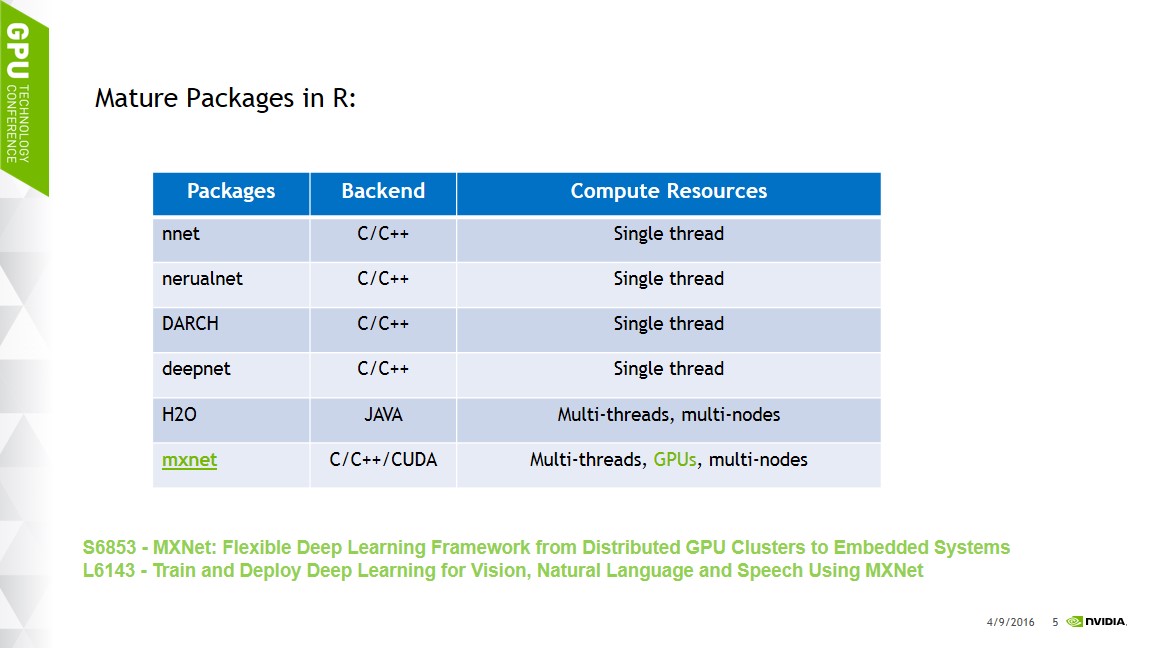 GPU TECHNOLOGY CONFERENCE
Mature Packages in R:
Packages Backend Compute Resources
nnet C/C++ Single thread
nerualnet C/C++ Single thread
DARCH C/C++ Single thread
deepnet C/C++ Single thread
H2O JAVA Multi-threads, multi-nodes
mxnet C/C++/CUDA Multi-threads, GPUs, multi-nodes
S6853 - MXNet: Flexible Deep Learning Framework from Distributed GPU Clusters to Embedded Systems
L6143 - Train and Deploy Deep Learning for Vision, Natural Language and Speech Using MXNet
4/9/2016 5 NVIDIA.